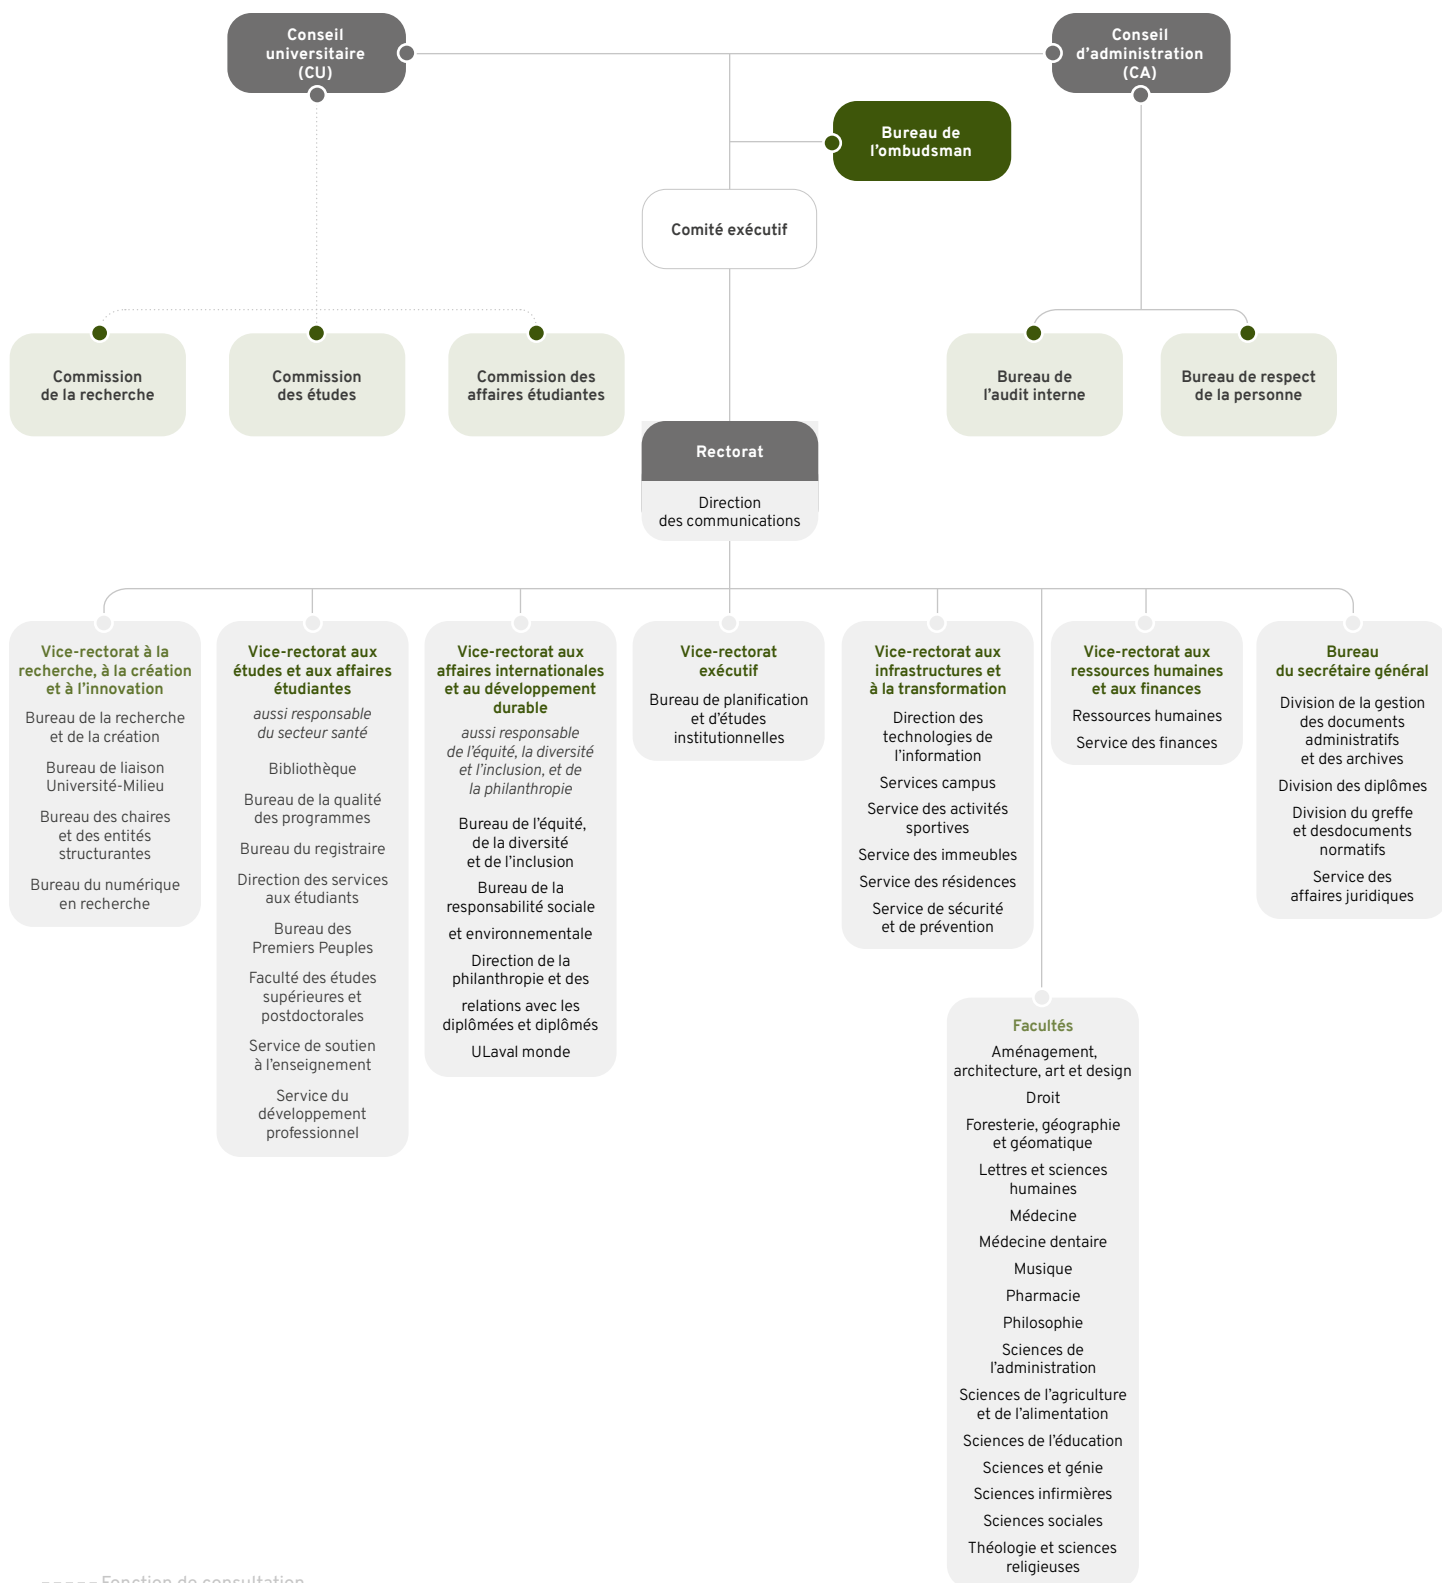 Conseil
universitaire
(CU)
Conseil
d'administration
(CA)
Bureau de
l'ombudsman
Comité exécutif
Commission
de la recherche
Commission
des études
Commission des
affaires étudiantes
Bureau de
l'audit interne
Bureau de respect
de la personne
Rectorat
Direction
des communications
Vice-rectorat à la
recherche, à la création
et à l'innovation
Bureau de la recherche
et de la création
Bureau de liaison
Université-Milieu
Bureau des chaires
et des entités
structurantes
Bureau du numérique
en recherche
Vice-rectorat aux
études et aux affaires
étudiantes
aussi responsable
du secteur santé
Bibliothèque
Bureau de la qualité
des programmes
Bureau du registraire
Direction des services
aux étudiants
Bureau des
Premiers Peuples
Faculté des études
supérieures et
postdoctorales
Service de soutien
à l'enseignement
Service du
développement
professionnel
Vice-rectorat aux
affaires internationales
et au développement
durable
aussi responsable
de l'équité, la diversité
et l'inclusion, et de
la philanthropie
Bureau de l'équité,
de la diversité
et de l'inclusion
Bureau de la
responsabilité sociale
et environnementale
Direction de la
philanthropie et des
relations avec les
diplômées et diplômés
ULaval monde
Vice-rectorat
exécutif
Bureau de planification
et d'études
institutionnelles
Vice-rectorat aux
infrastructures et
à la transformation
Direction des
technologies de
l'information
Services campus
Service des activités
sportives
Service des immeubles
Service des résidences
Service de sécurité
et de prévention
Vice-rectorat aux
ressources humaines
et aux finances
Ressources humaines
Service des finances
Bureau
du secrétaire général
Division de la gestion
des documents
administratifs
et des archives
Division des diplômes
Division du greffe
et desdocuments
normatifs
Service des
affaires juridiques
Facultés
Aménagement,
architecture, art et design
Droit
Foresterie, géographie
et géomatique
Lettres et sciences
humaines
Médecine
Médecine dentaire
Musique
Pharmacie
Philosophie
Sciences de
l'administration
Sciences de l'agriculture
et de l'alimentation
Sciences de l'éducation
Sciences et génie
Sciences infirmières
Sciences sociales
Théologie et sciences
religieuses
Fonction de consultation